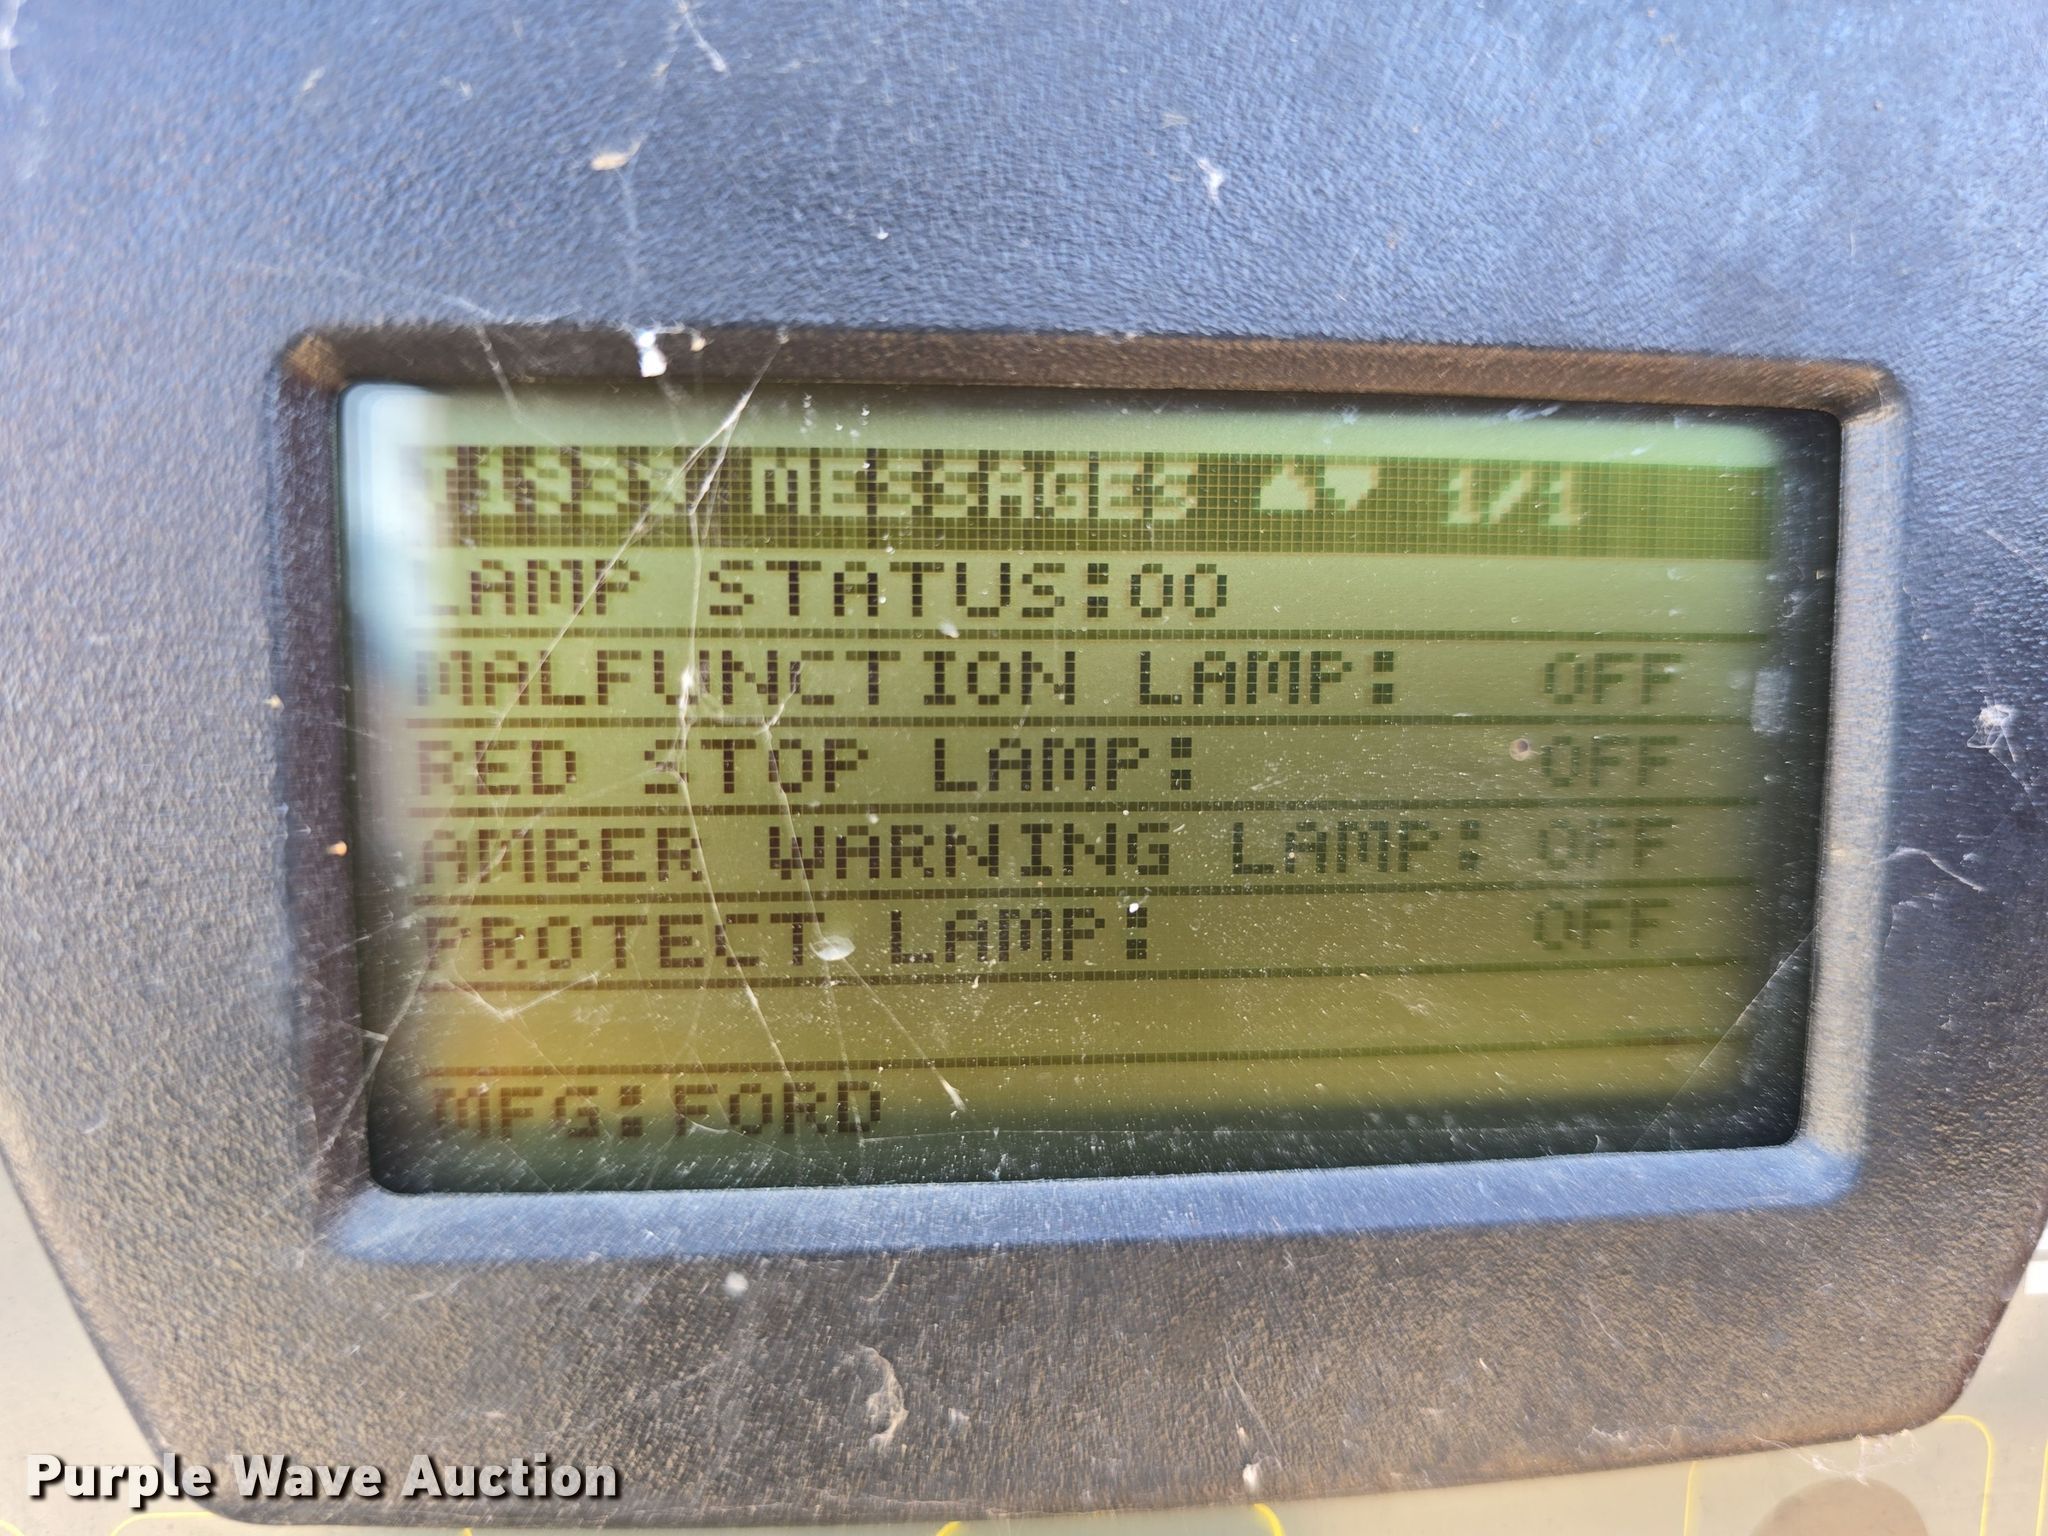 MESSAGES ▲▼ 1/1
LAMP STATUS:00
MALFUNCTION LAMP: OFF
RED STOP LAMP: OFF
AMBER WARNING LAMP: OFF
PROTECT LAMP: OFF
MFG:FORD
Purple Wave Auction